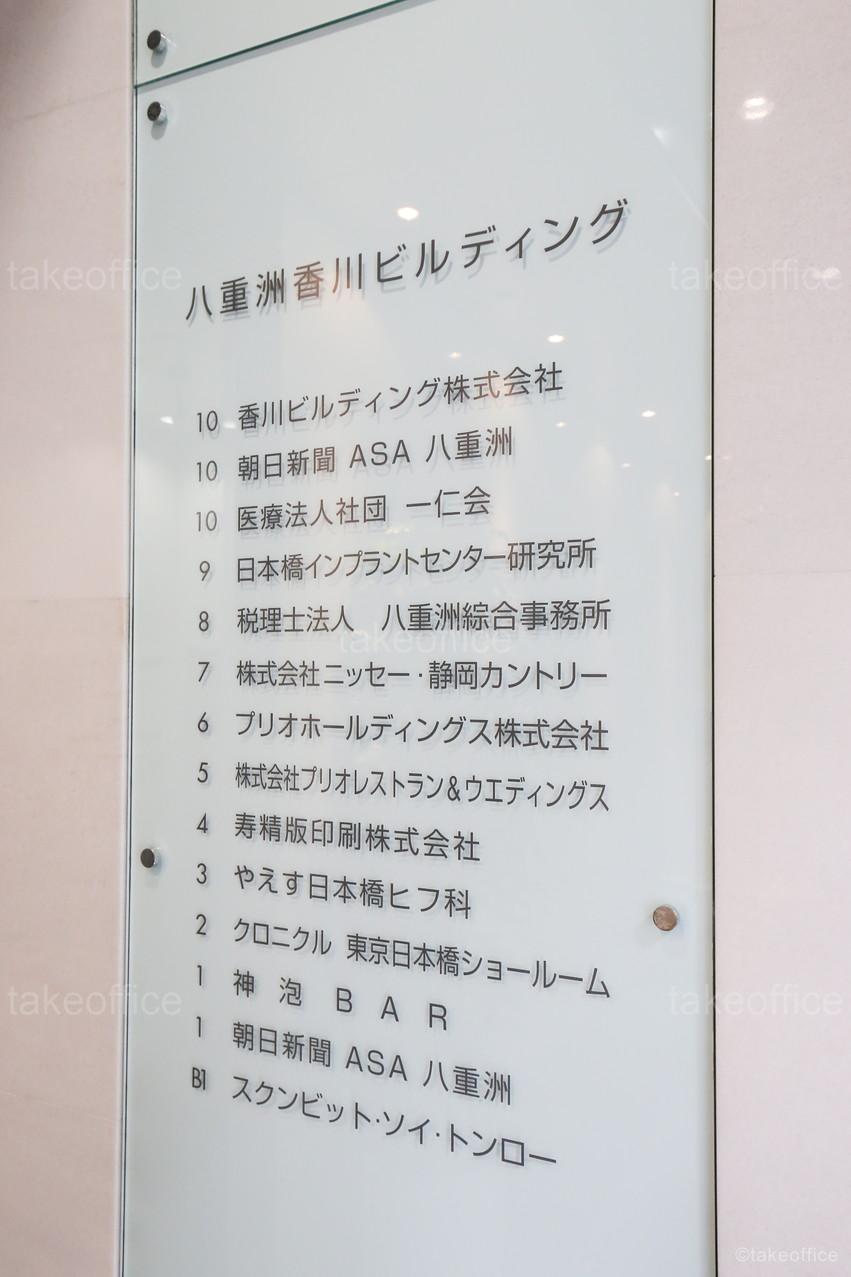 八重洲香川ビルディング
10 香川ビルディング株式会社
10 朝日新聞 ASA 八重洲
10 医療法人社団 一仁会
9 日本橋インプラントセンター研究所
8 税理士法人 八重洲綜合事務所
7 株式会社ニッセー・静岡カントリー
6 プリオホールディングス株式会社
5 株式会社プリオレストラン&ウエディングス
4 寿精版印刷株式会社
3 やえす日本橋ヒフ科
2 クロニクル 東京日本橋ショールーム
1 神泡 BAR
1 朝日新聞 ASA 八重洲
B1 スクンビット・ソイ・トンロー
takeoffice
takeoffice
takeoffice
takeoffice
takeoffice
©takeoffice